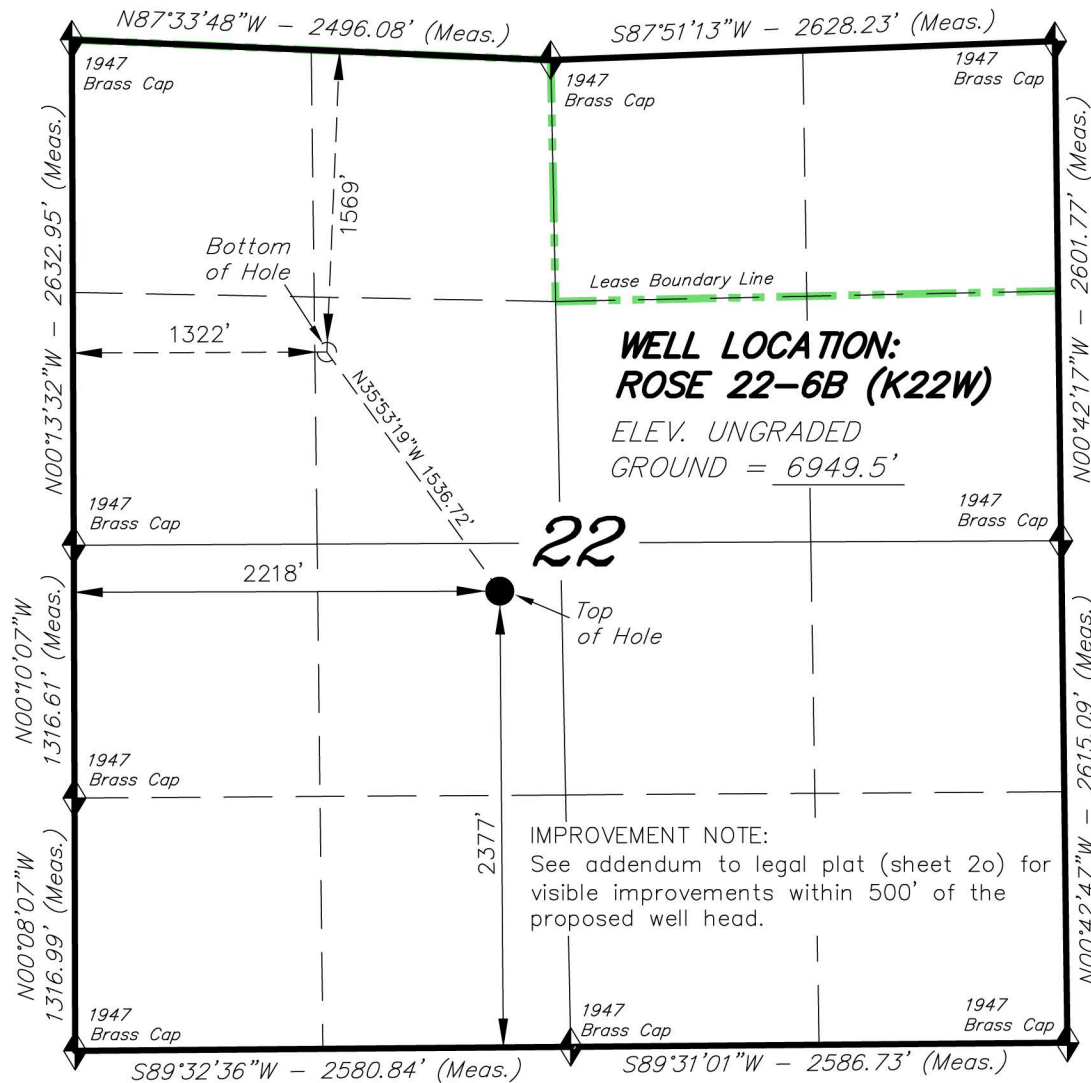 N87°33'48"W - 2496.08' (Meas.)
S87°51'13"W - 2628.23' (Meas.)
1947
Brass Cap
1947
Brass Cap
1947
Brass Cap
N00°13'32"W - 2632.95' (Meas.)
N00°42'17"W - 2601.77' (Meas.)
1569'
Bottom
of Hole
Lease Boundary Line
1322'
WELL LOCATION:
ROSE 22-6B (K22W)
ELEV. UNGRADED
GROUND = 6949.5'
N35°53'19"W 1536.72'
1947
Brass Cap
1947
Brass Cap
22
2218'
Top
of Hole
N00°10'07"W
1316.61' (Meas.)
N00°42'47"W - 2615.09' (Meas.)
1947
Brass Cap
2377'
IMPROVEMENT NOTE:
See addendum to legal plat (sheet 2o) for
visible improvements within 500' of the
proposed well head.
N00°08'07"W
1316.99' (Meas.)
1947
Brass Cap
1947
Brass Cap
1947
Brass Cap
S89°32'36"W - 2580.84' (Meas.)
S89°31'01"W - 2586.73' (Meas.)